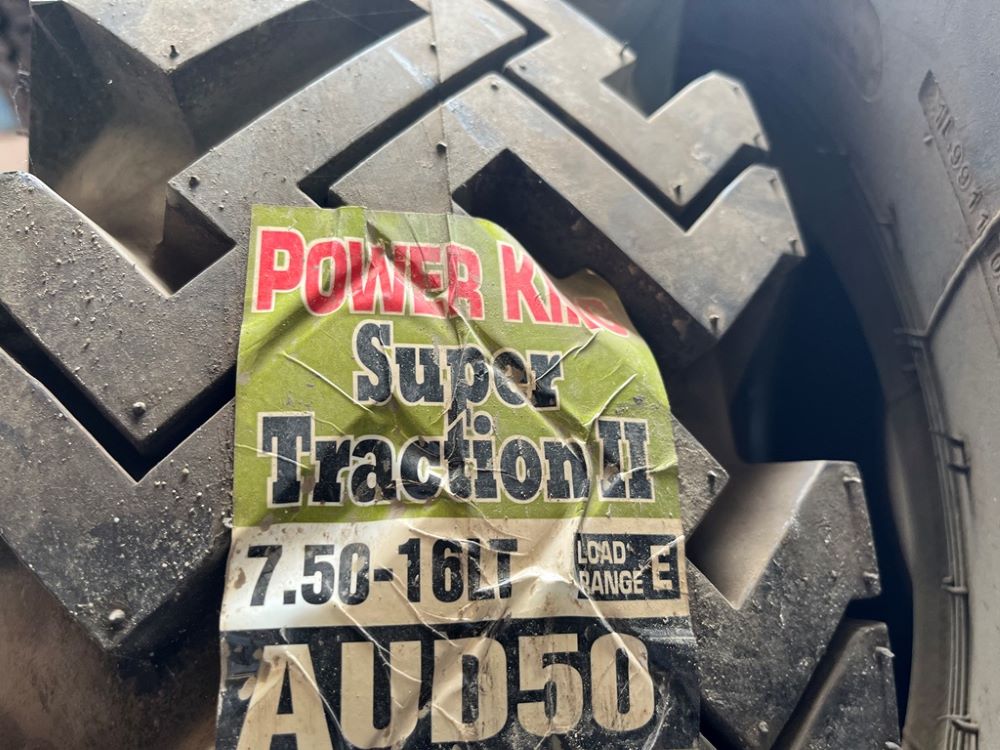 POWER KING
Super
Traction II
7.50-16LT
LOAD
RANGE E
AUD50